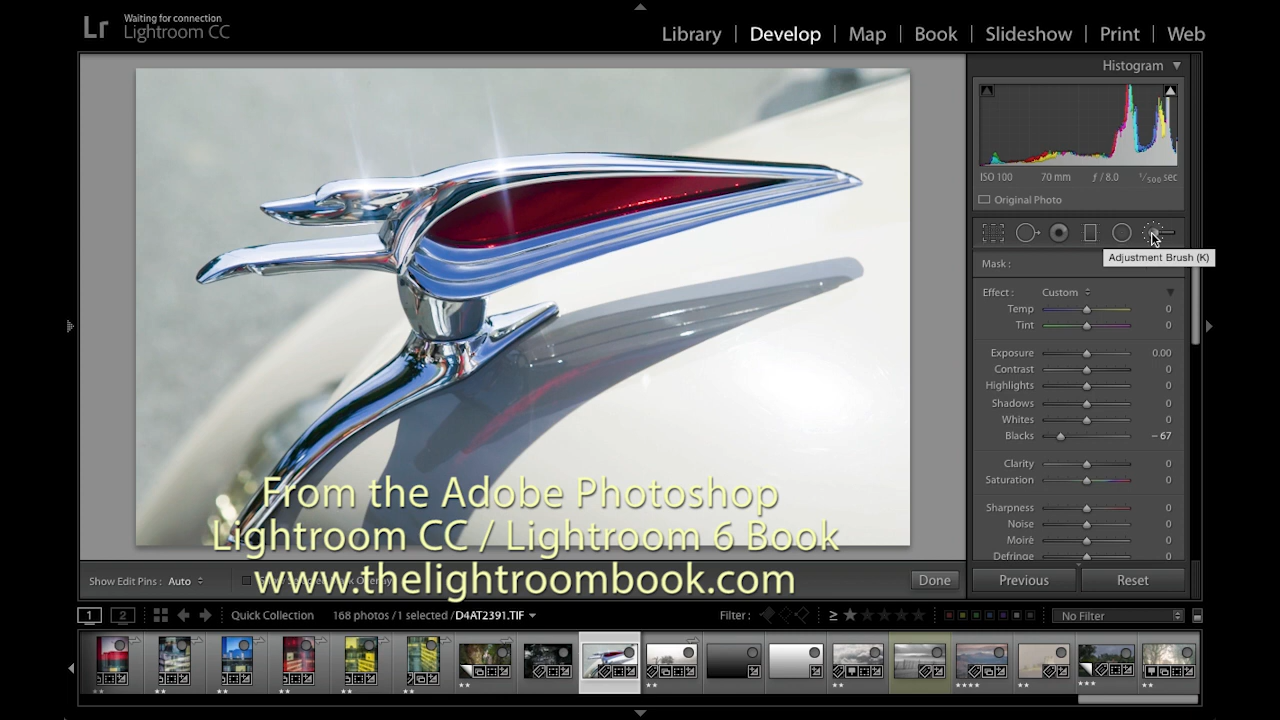 Lr
Waiting for connection
Lightroom CC
Library | Develop | Map | Book | Slideshow | Print | Web
Histogram
ISO 100 70 mm ƒ / 8.0 1/500 sec
Original Photo
Adjustment Brush (K)
Mask :
Effect : Custom
Temp 0
Tint 0
Exposure 0.00
Contrast 0
Highlights 0
Shadows 0
Whites 0
Blacks – 67
Clarity 0
Saturation 0
Sharpness 0
Noise 0
Moiré 0
Defringe 0
From the Adobe Photoshop
Lightroom CC / Lightroom 6 Book
www.thelightroombook.com
Show Edit Pins : Auto
Done
Previous Reset
1 2 Quick Collection 168 photos / 1 selected / D4AT2391.TIF Filter : ≥ No Filter